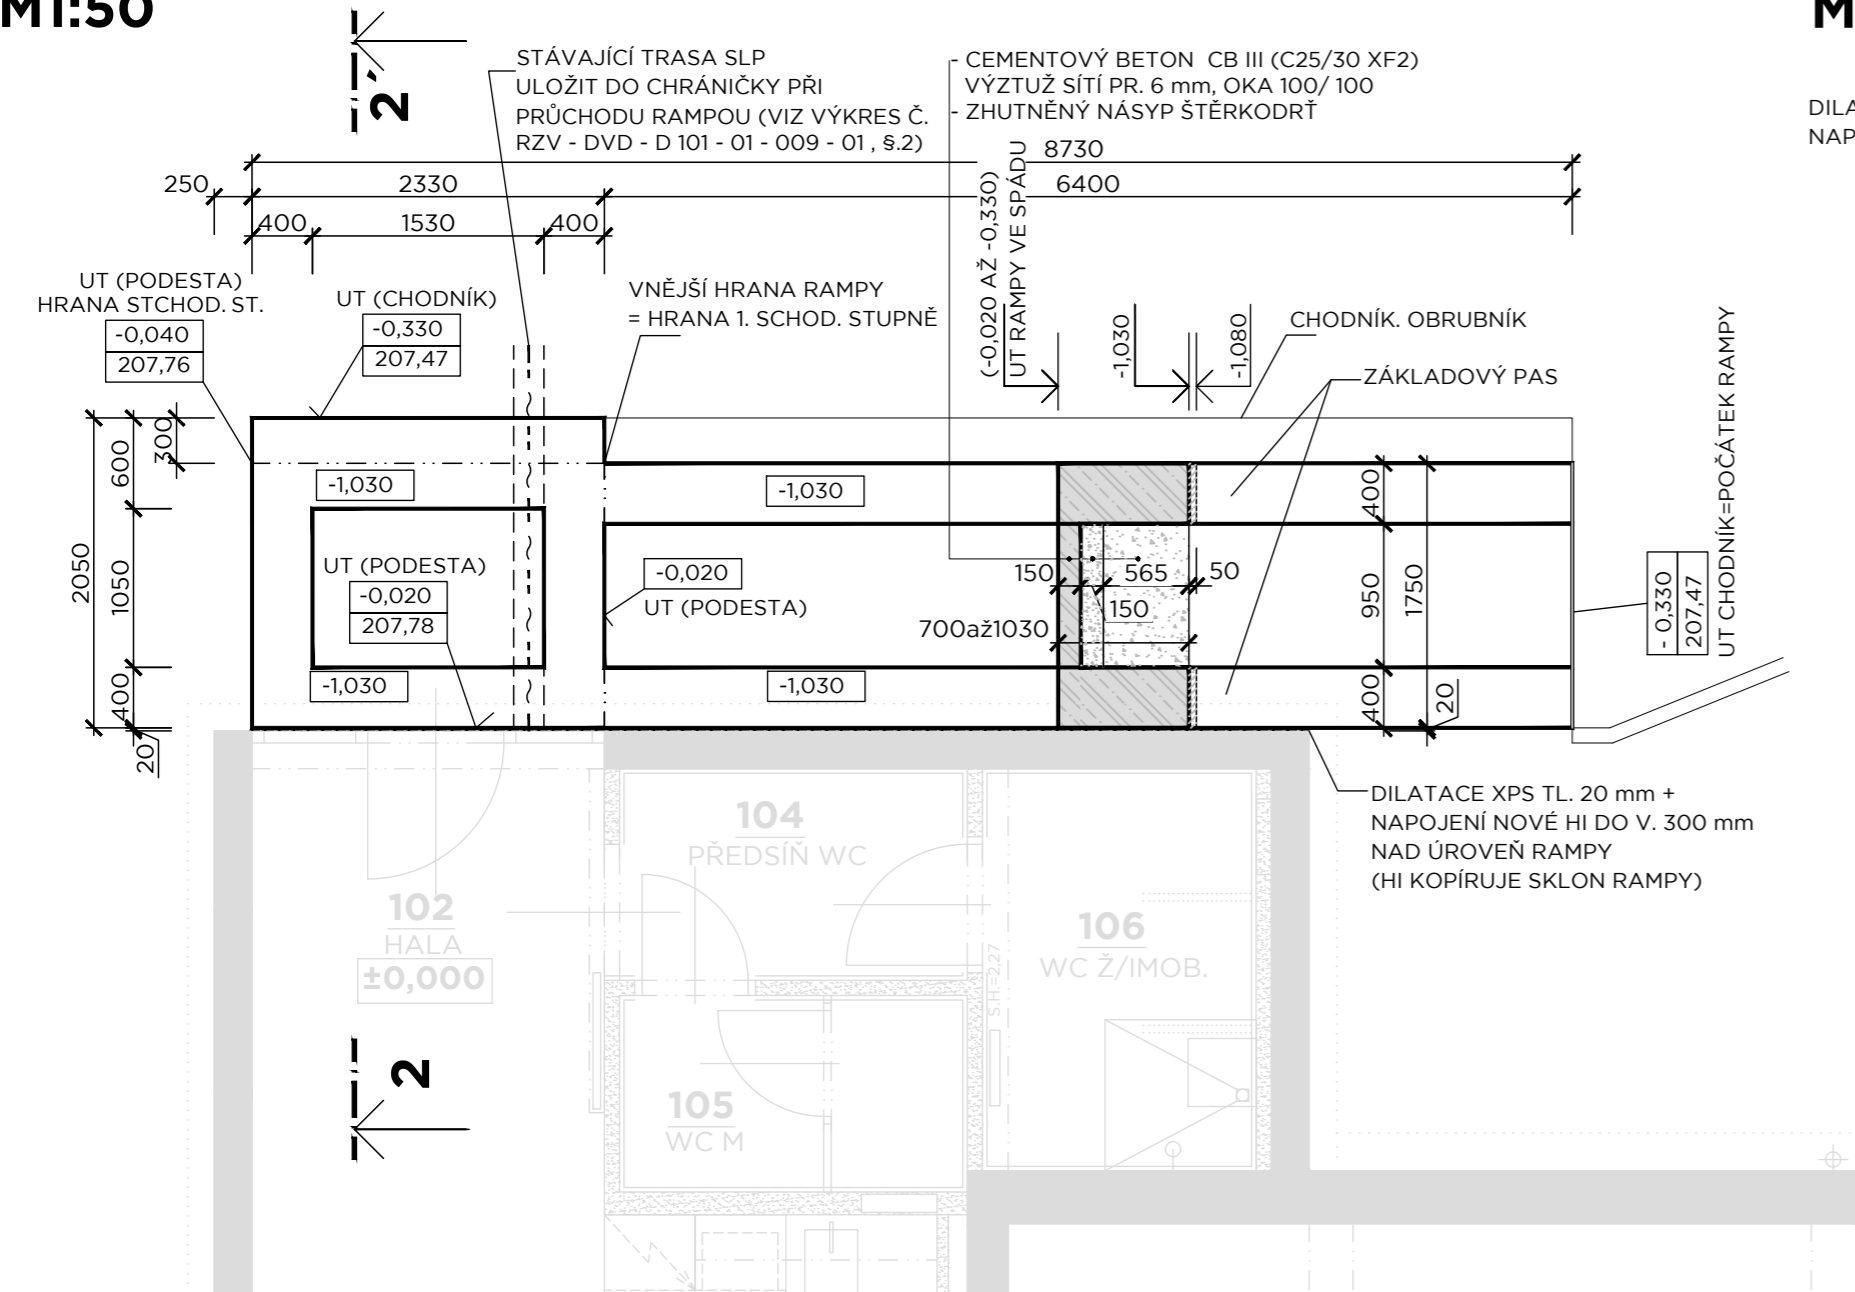 M1:50
M
2'
STÁVAJÍCÍ TRASA SLP
ULOŽIT DO CHRÁNIČKY PŘI
PRŮCHODU RAMPOU (VIZ VÝKRES Č.
RZV - DVD - D 101 - 01 - 009 - 01 , §.2)
- CEMENTOVÝ BETON CB III (C25/30 XF2)
VÝZTUŽ SÍTÍ PR. 6 mm, OKA 100/ 100
- ZHUTNĚNÝ NÁSYP ŠTĚRKODRŤ
DILA
NAP
8730
250
2330
6400
400
1530
400
(-0,020 AŽ -0,330)
UT RAMPY VE SPÁDU
UT (PODESTA)
HRANA STCHOD. ST.
-0,040
207,76
UT (CHODNÍK)
-0,330
207,47
VNĚJŠÍ HRANA RAMPY
= HRANA 1. SCHOD. STUPNĚ
-1,030
-1,080
CHODNÍK. OBRUBNÍK
ZÁKLADOVÝ PAS
2050
600
1050
400
20
300
-1,030
-1,030
UT (PODESTA)
-0,020
207,78
-0,020
UT (PODESTA)
150
565
50
150
700až1030
400
950
400
1750
20
-1,030
-1,030
- 0,330
207,47
UT CHODNÍK=POČÁTEK RAMPY
DILATACE XPS TL. 20 mm +
NAPOJENÍ NOVÉ HI DO V. 300 mm
NAD ÚROVEŇ RAMPY
(HI KOPÍRUJE SKLON RAMPY)
104
PŘEDSÍŇ WC
102
HALA
±0,000
106
WC Ž/IMOB.
S.H.=2,27
105
WC M
2